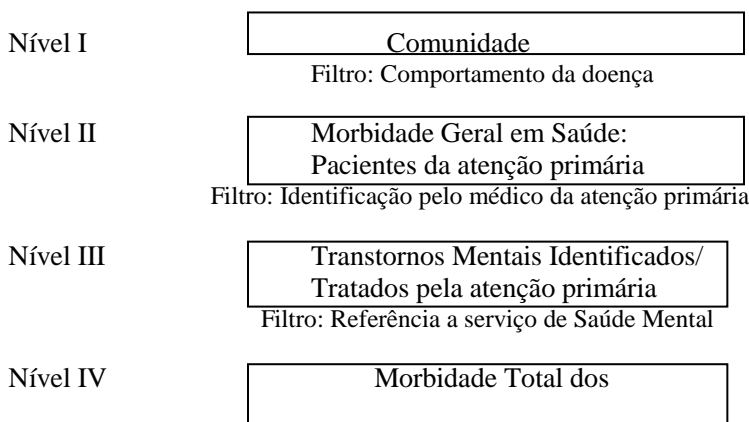 Nível I Comunidade
Filtro: Comportamento da doença
Nível II Morbidade Geral em Saúde:
Pacientes da atenção primária
Filtro: Identificação pelo médico da atenção primária
Nível III Transtornos Mentais Identificados/
Tratados pela atenção primária
Filtro: Referência a serviço de Saúde Mental
Nível IV Morbidade Total dos